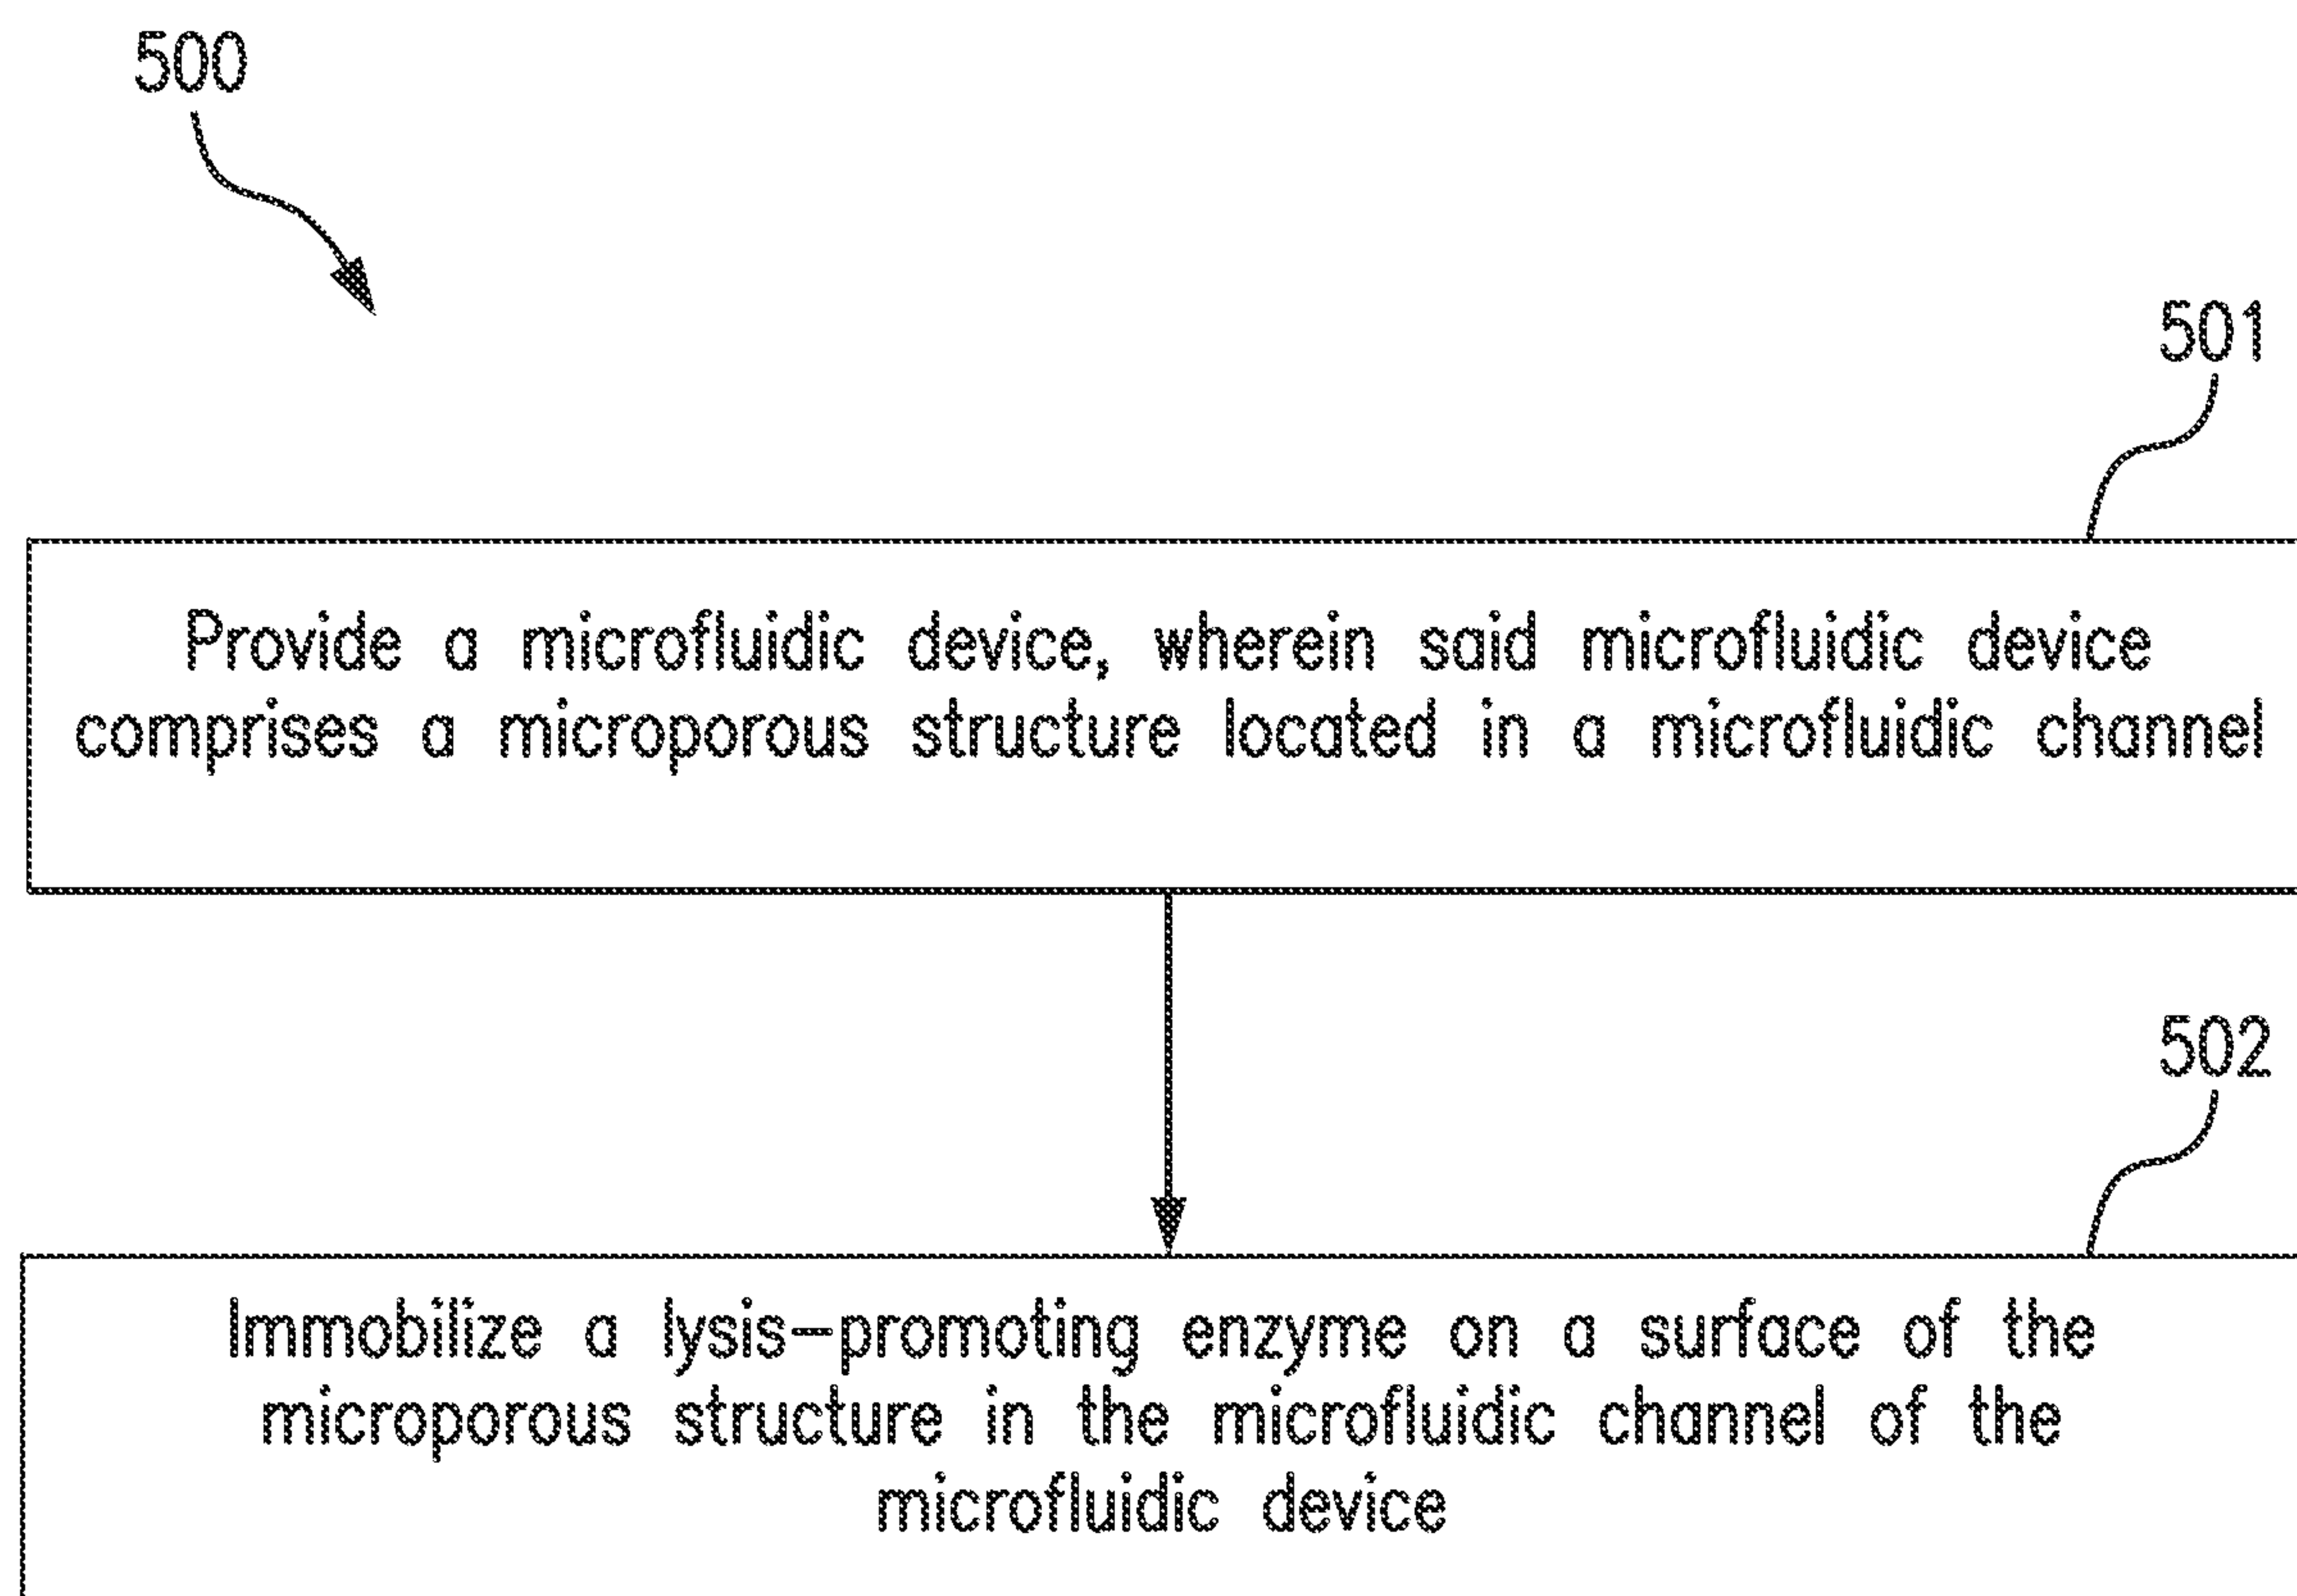 500
501
Provide a microfluidic device, wherein said microfluidic device
comprises a microporous structure located in a microfluidic channel
502
Immobilize a lysis-promoting enzyme on a surface of the
microporous structure in the microfluidic channel of the
microfluidic device